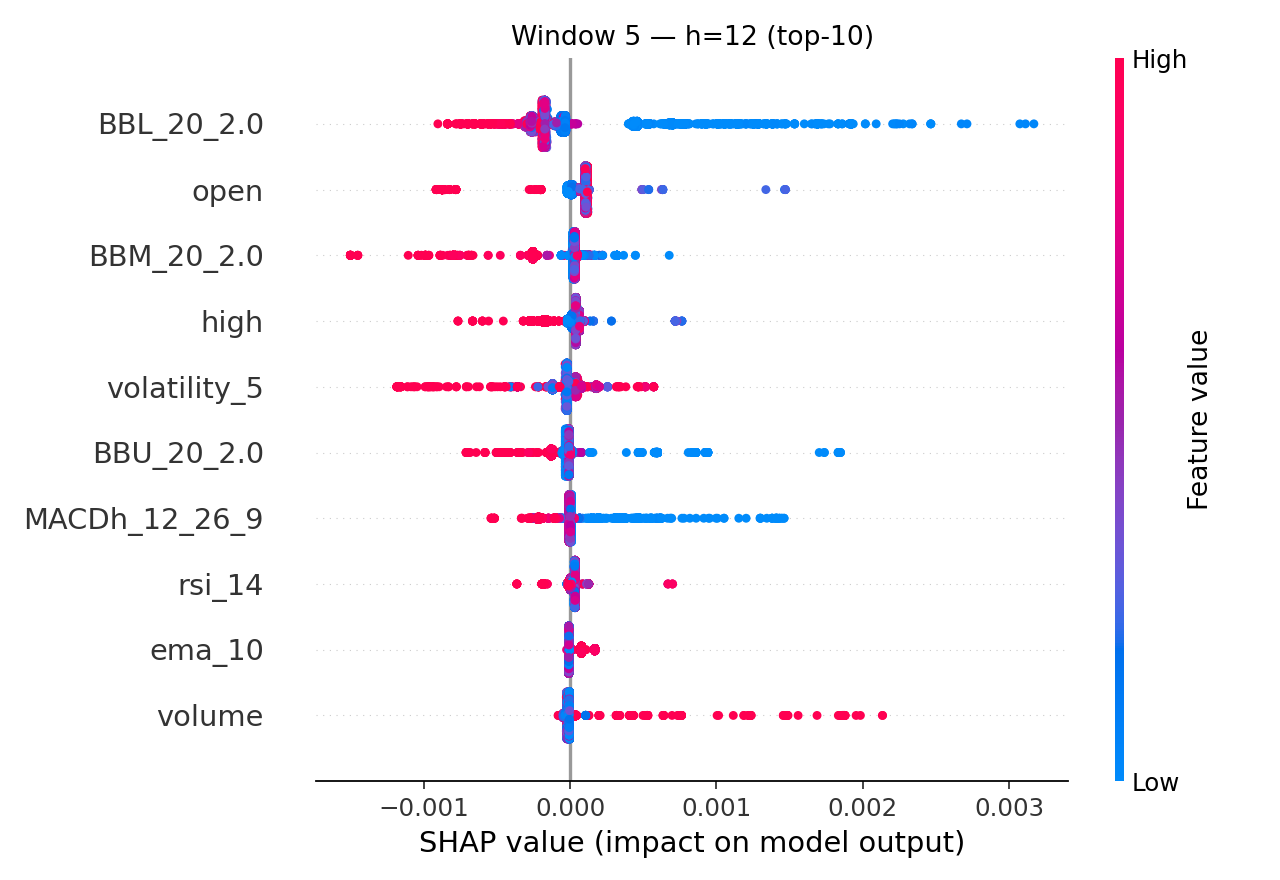 Window 5 — h=12 (top-10)
High
BBL_20_2.0
open
BBM_20_2.0
high
volatility_5
BBU_20_2.0
MACDh_12_26_9
rsi_14
ema_10
volume
Feature value
Low
−0.001 0.000 0.001 0.002 0.003
SHAP value (impact on model output)